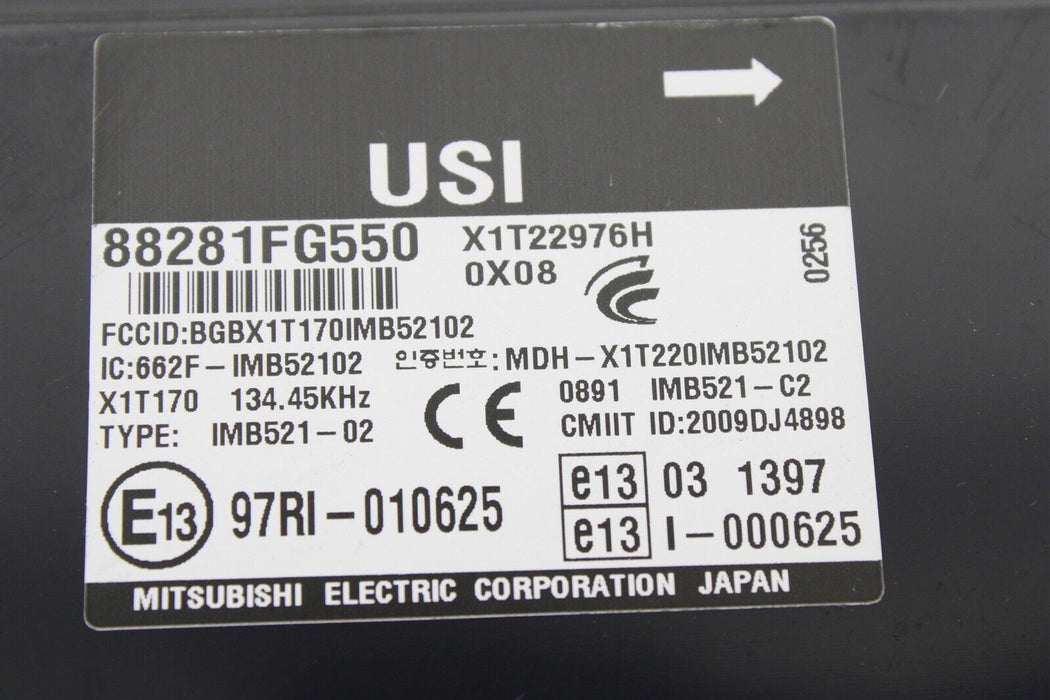 USI
88281FG550 X1T22976H
0X08
0256
FCCID:BGBX1T170IMB52102
IC:662F-IMB52102 인증번호:MDH-X1T220IMB52102
X1T170 134.45KHz CE 0891 IMB521-C2
TYPE: IMB521-02 CMIIT ID:2009DJ4898
E13 97RI-010625
e13 03 1397
e13 I-000625
MITSUBISHI ELECTRIC CORPORATION JAPAN